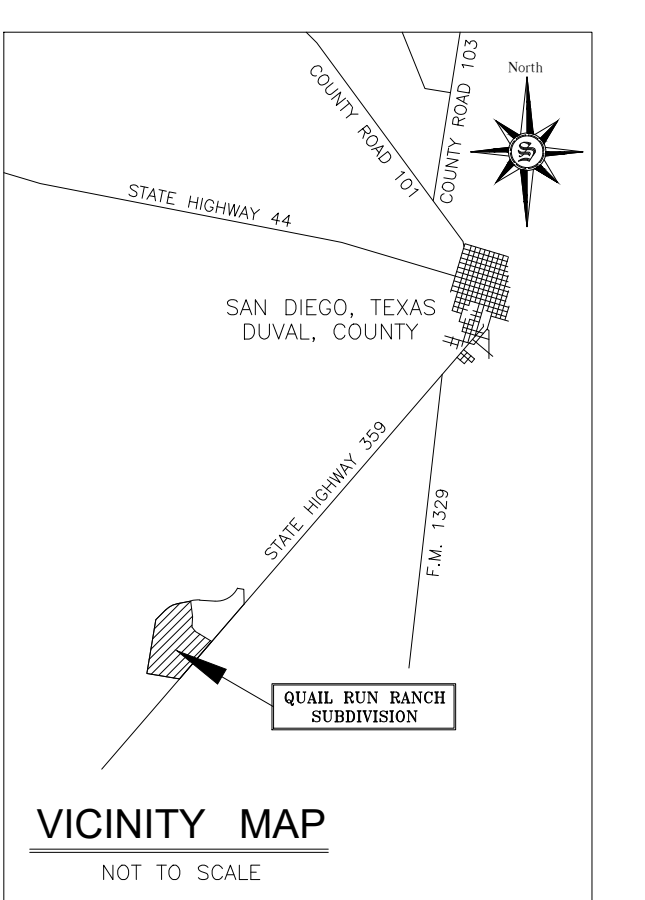 COUNTY ROAD 101
COUNTY ROAD 103
North
S
STATE HIGHWAY 44
SAN DIEGO, TEXAS
DUVAL, COUNTY
STATE HIGHWAY 359
F.M. 1329
QUAIL RUN RANCH
SUBDIVISION
VICINITY MAP
NOT TO SCALE